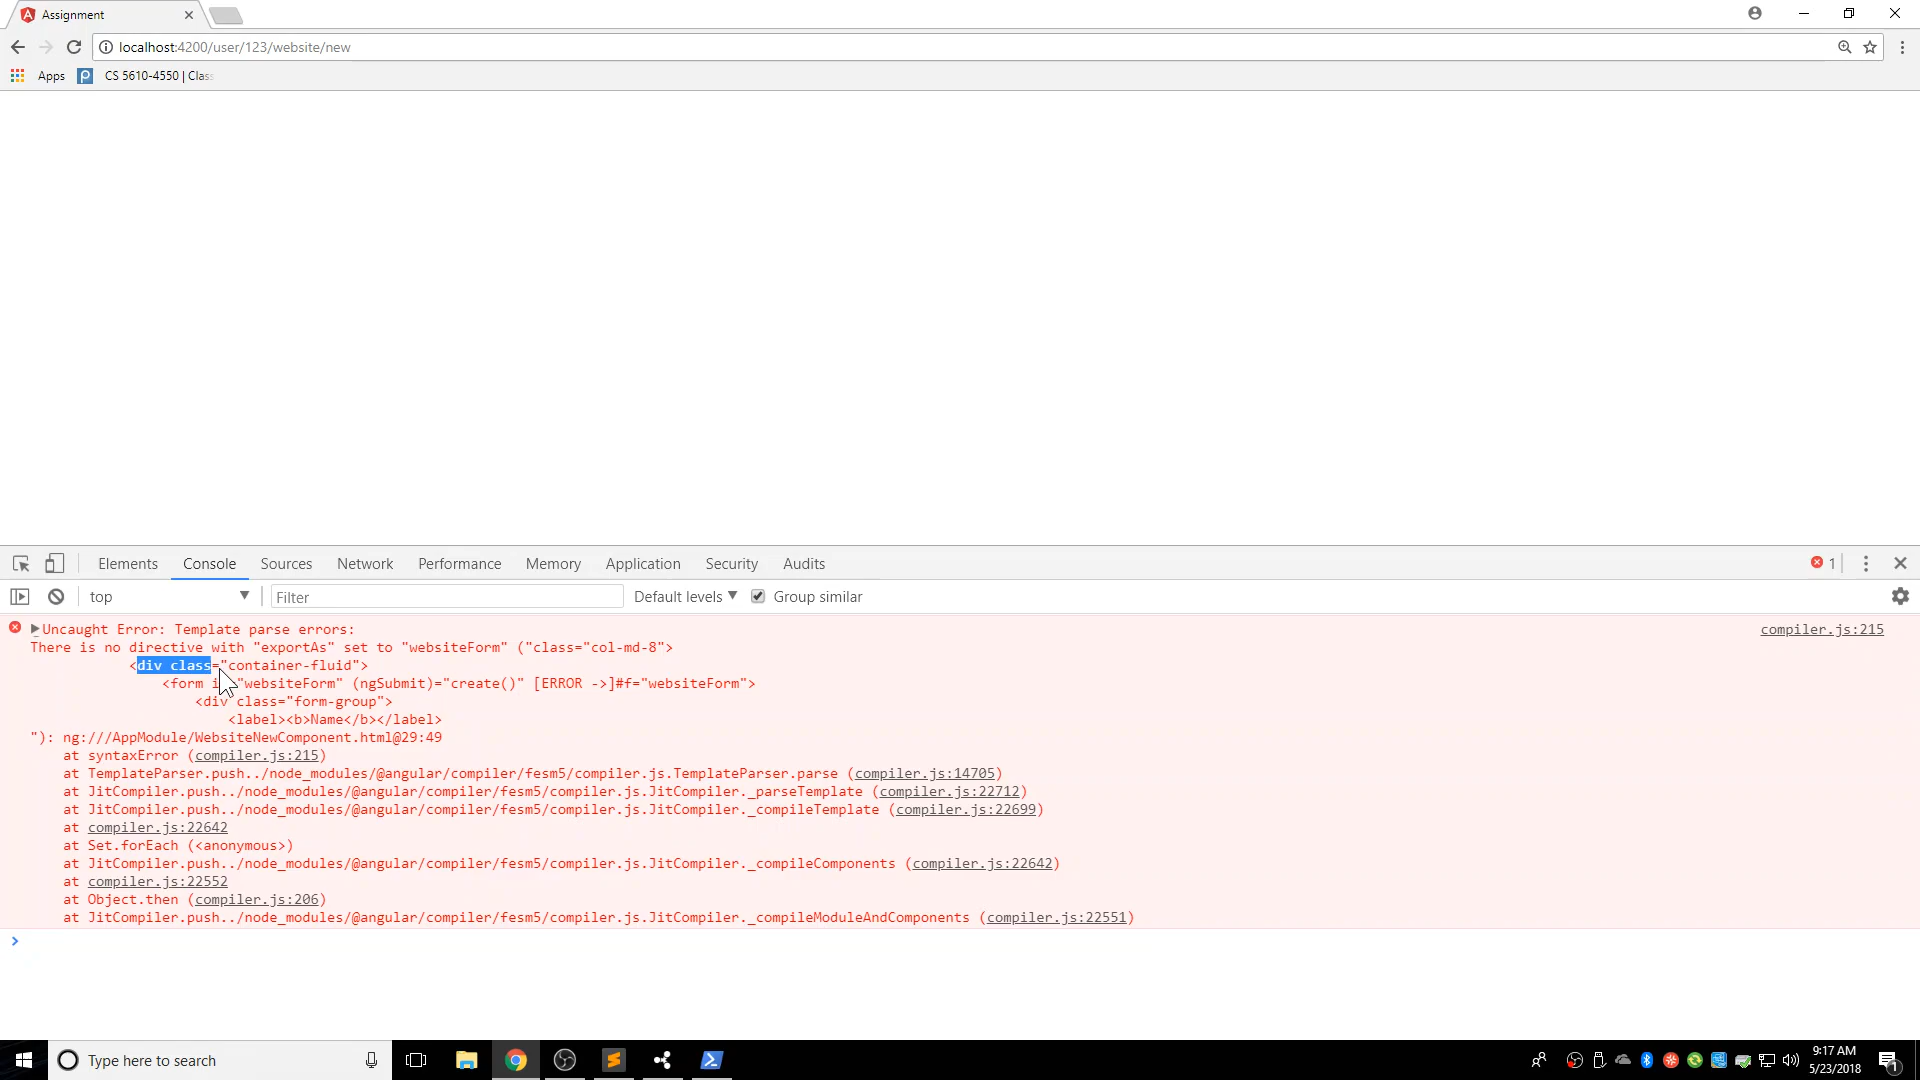 Assignment
localhost:4200/user/123/website/new
Apps
CS 5610-4550 | Clas
Elements
Console
Sources
Network
Performance
Memory
Application
Security
Audits
1
top
Filter
Default levels
Group similar
Uncaught Error: Template parse errors:
compiler.js:215
There is no directive with "exportAs" set to "websiteForm" ("class="col-md-8">
<div class="container-fluid">
<form i="websiteForm" (ngSubmit)="create()" [ERROR ->]#f="websiteForm">
<div class="form-group">
<label><b>Name</b></label>
"): ng:///AppModule/WebsiteNewComponent.html@29:49
at syntaxError (compiler.js:215)
at TemplateParser.push../node_modules/@angular/compiler/fesm5/compiler.js.TemplateParser.parse (compiler.js:14705)
at JitCompiler.push../node_modules/@angular/compiler/fesm5/compiler.js.JitCompiler._parseTemplate (compiler.js:22712)
at JitCompiler.push../node_modules/@angular/compiler/fesm5/compiler.js.JitCompiler._compileTemplate (compiler.js:22699)
at compiler.js:22642
at Set.forEach (<anonymous>)
at JitCompiler.push../node_modules/@angular/compiler/fesm5/compiler.js.JitCompiler._compileComponents (compiler.js:22642)
at compiler.js:22552
at Object.then (compiler.js:206)
at JitCompiler.push../node_modules/@angular/compiler/fesm5/compiler.js.JitCompiler._compileModuleAndComponents (compiler.js:22551)
Type here to search
9:17 AM
5/23/2018
1